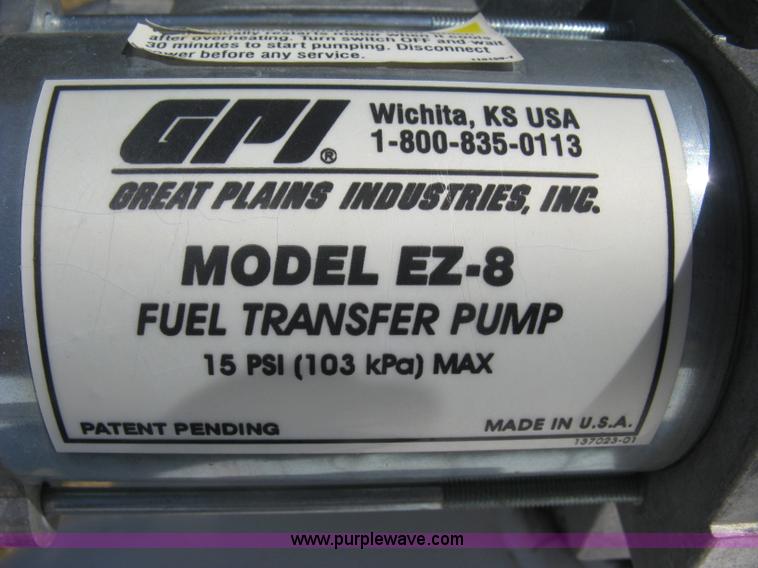 after overheating. Turn switch OFF and wait
30 minutes to start pumping. Disconnect
before any service.
GPI®
Wichita, KS USA
1-800-835-0113
GREAT PLAINS INDUSTRIES, INC.
MODEL EZ-8
FUEL TRANSFER PUMP
15 PSI (103 kPa) MAX
PATENT PENDING
MADE IN U.S.A.
137023-01
www.purplewave.com